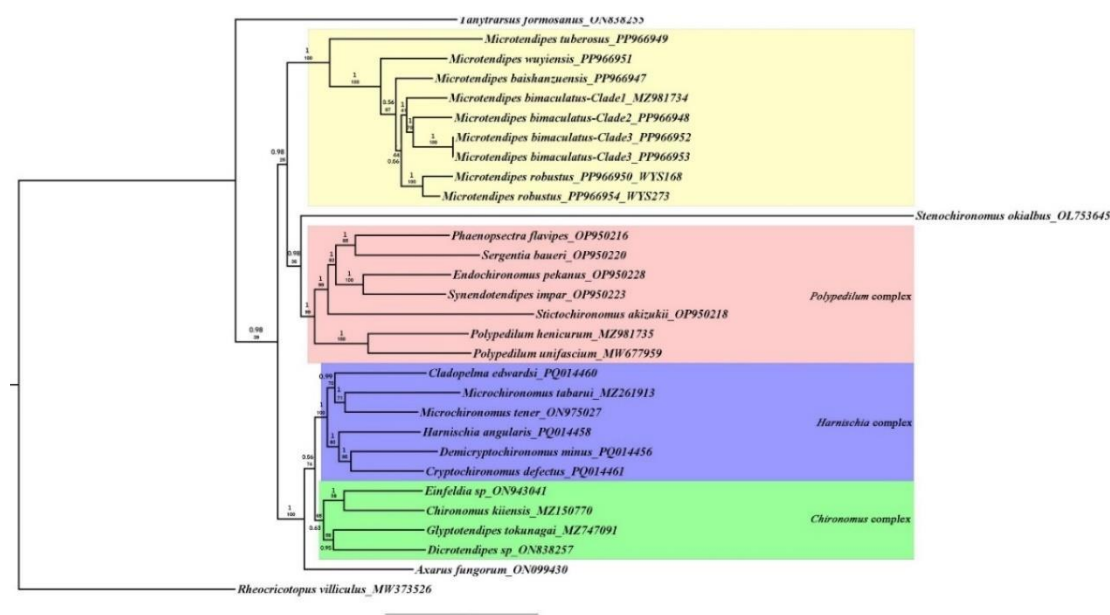 Tanytrarsus formosanus_ON838255
Microtendipes tuberosus_PP966949
Microtendipes wuyiensis_PP966951
Microtendipes baishanzuensis_PP966947
Microtendipes bimaculatus-Clade1_MZ981734
Microtendipes bimaculatus-Clade2_PP966948
Microtendipes bimaculatus-Clade3_PP966952
Microtendipes bimaculatus-Clade3_PP966953
Microtendipes robustus_PP966950_WYS168
Microtendipes robustus_PP966954_WYS273
Stenochironomus okialbus_OL753645
Phaenopsectra flavipes_OP950216
Sergentia baueri_OP950220
Endochironomus pekanus_OP950228
Synendotendipes impar_OP950223
Polypedilum complex
Stictochironomus akizukii_OP950218
Polypedilum henicurum_MZ981735
Polypedilum unifascium_MW677959
Cladopelma edwardsi_PQ014460
Microchironomus tabarui_MZ261913
Microchironomus tener_ON975027
Harnischia complex
Harnischia angularis_PQ014458
Demicryptochironomus minus_PQ014456
Cryptochironomus defectus_PQ014461
Einfeldia sp_ON943041
Chironomus kiiensis_MZ150770
Chironomus complex
Glyptotendipes tokunagai_MZ747091
Dicrotendipes sp_ON838257
Axarus fungorum_ON099430
Rheocricotopus villiculus_MW373526